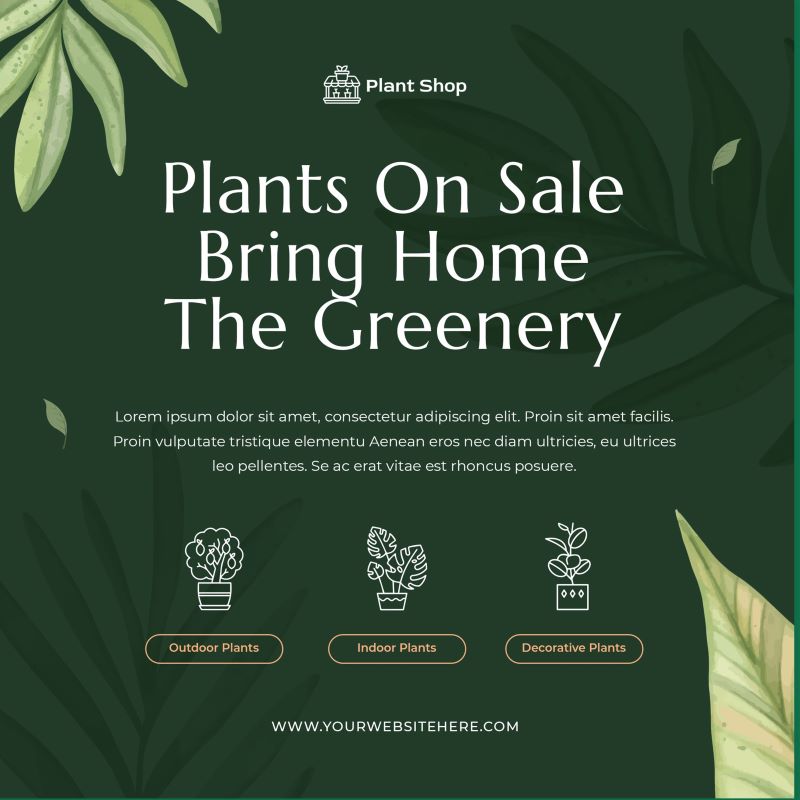 Plant Shop
Plants On Sale
Bring Home
The Greenery
Lorem ipsum dolor sit amet, consectetur adipiscing elit. Proin sit amet facilis.
Proin vulputate tristique elementu Aenean eros nec diam ultricies, eu ultrices
leo pellentes. Se ac erat vitae est rhoncus posuere.
Outdoor Plants
Indoor Plants
Decorative Plants
WWW.YOURWEBSITEHERE.COM